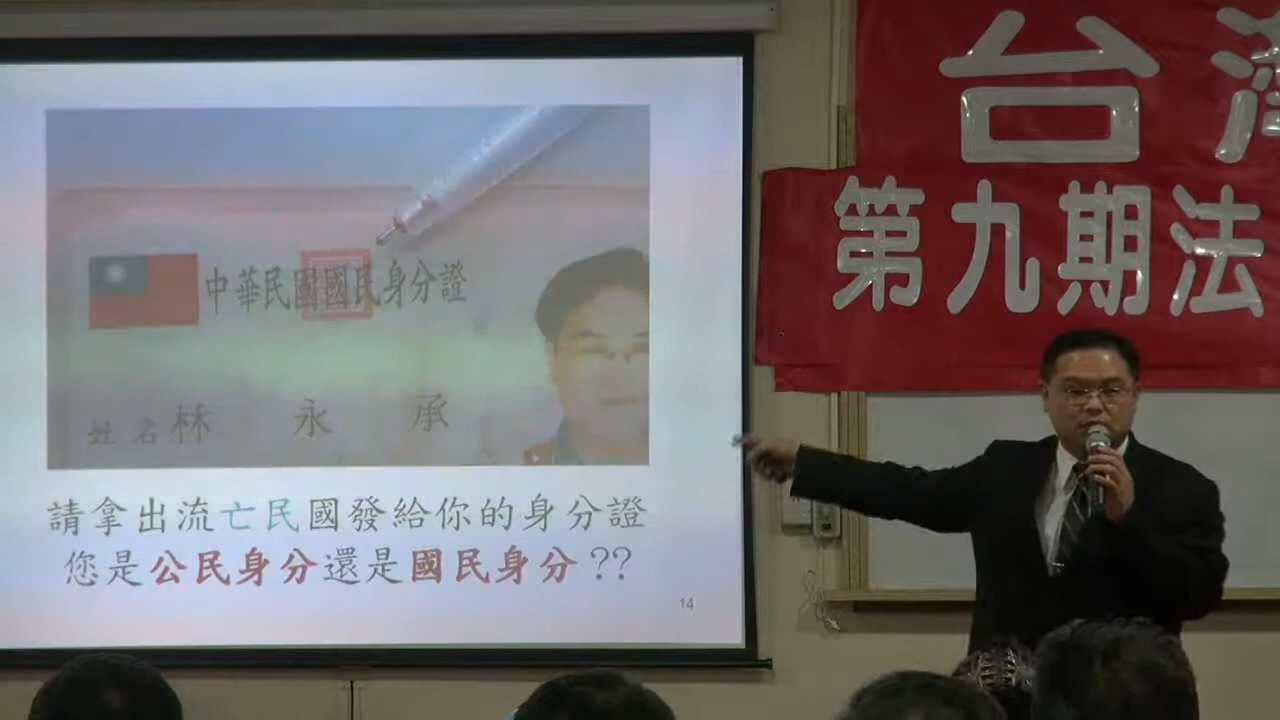 中華民國國民身分證
姓名 林永承
請拿出流亡民國發給你的身分證
您是公民身分還是國民身分??
14
台灣
第九期法